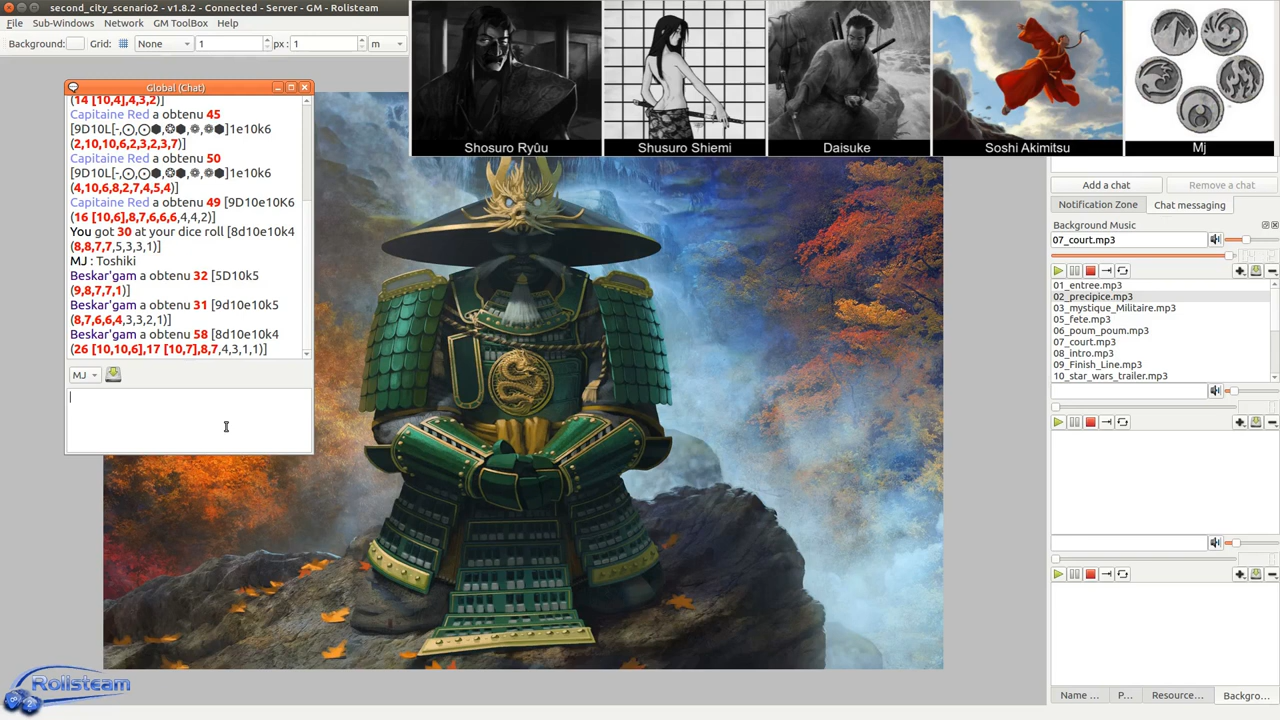 second_city_scenario2 - v1.8.2 - Connected - Server - GM - Rolisteam
File Sub-Windows Network GM ToolBox Help
Background: Grid: None 1 px : 1 m
Shosuro Ryûu
Shusuro Shiemi
Daisuke
Soshi Akimitsu
Mj
Global (Chat)
(14 [10,4],4,3,2)]
Capitaine Red a obtenu 45
1e10k6
(2,10,10,6,2,3,2,3,7)]
Capitaine Red a obtenu 50
1e10k6
(4,10,6,8,2,7,4,5,4)]
Capitaine Red a obtenu 49 [9D10e10K6
(16 [10,6],8,7,6,6,6,4,4,2)]
You got 30 at your dice roll [8d10e10k4
(8,8,7,7,5,3,3,1)]
MJ : Toshiki
Beskar'gam a obtenu 32 [5D10k5
(9,8,7,7,1)]
Beskar'gam a obtenu 31 [9d10e10k5
(8,7,6,6,4,3,3,2,1)]
Beskar'gam a obtenu 58 [8d10e10k4
(26 [10,10,6],17 [10,7],8,7,4,3,1,1)]
MJ
Add a chat
Remove a chat
Notification Zone
Chat messaging
Background Music
07_court.mp3
01_entree.mp3
02_precipice.mp3
03_mystique_Militaire.mp3
05_fete.mp3
06_poum_poum.mp3
07_court.mp3
08_intro.mp3
09_Finish_Line.mp3
10_star_wars_trailer.mp3
Name ...
P...
Resource...
Backgro...
Rolisteam